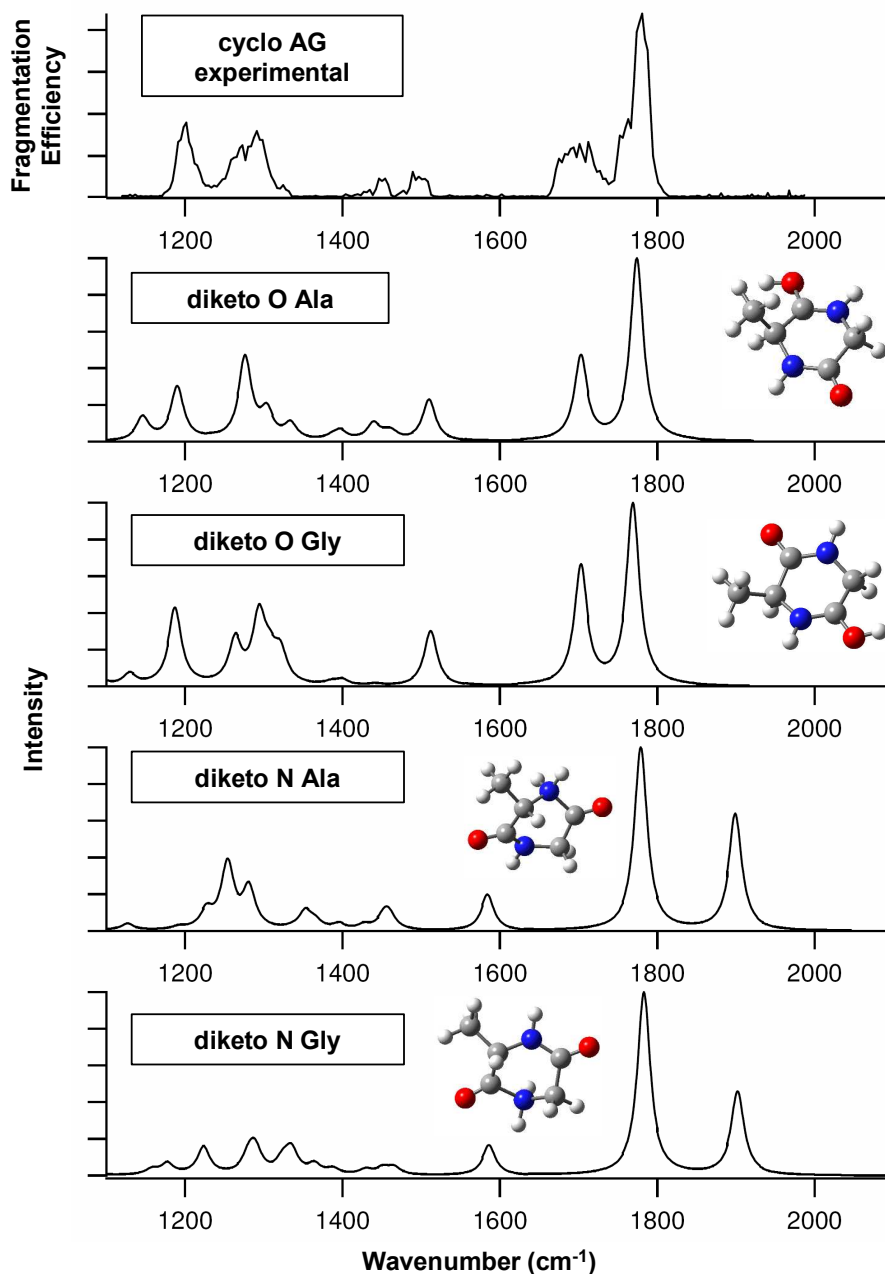 Fragmentation
Efficiency
cyclo AG
experimental
1200 1400 1600 1800 2000
Intensity
diketo O Ala
1200 1400 1600 1800 2000
diketo O Gly
1200 1400 1600 1800 2000
diketo N Ala
1200 1400 1600 1800 2000
diketo N Gly
1200 1400 1600 1800 2000
Wavenumber (cm⁻¹)